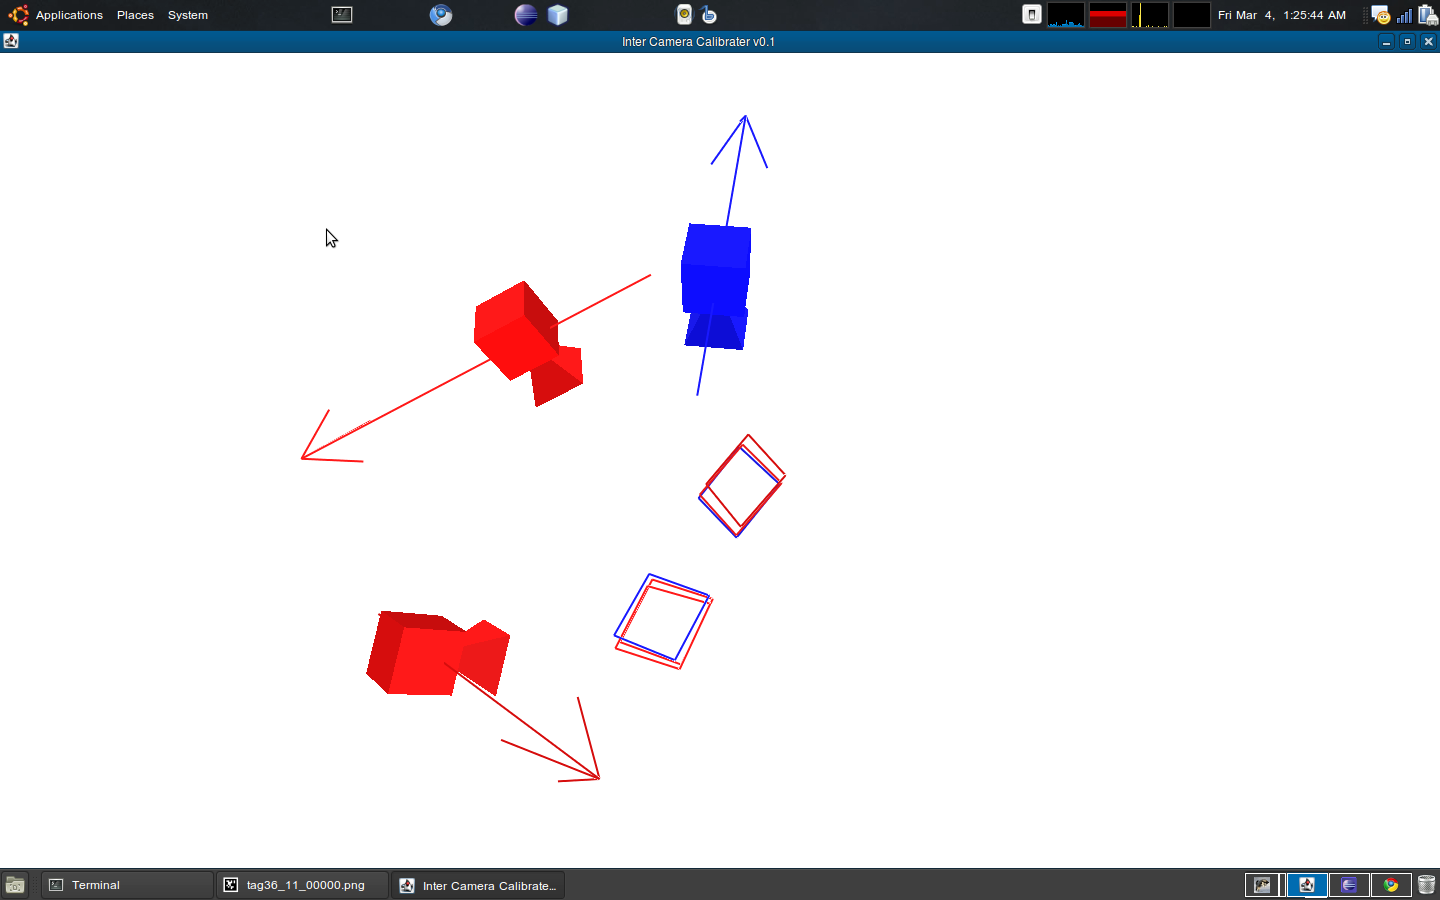 Applications Places System Fri Mar 4, 1:25:44 AM
Inter Camera Calibrater v0.1
Terminal tag36_11_00000.png Inter Camera Calibrate...